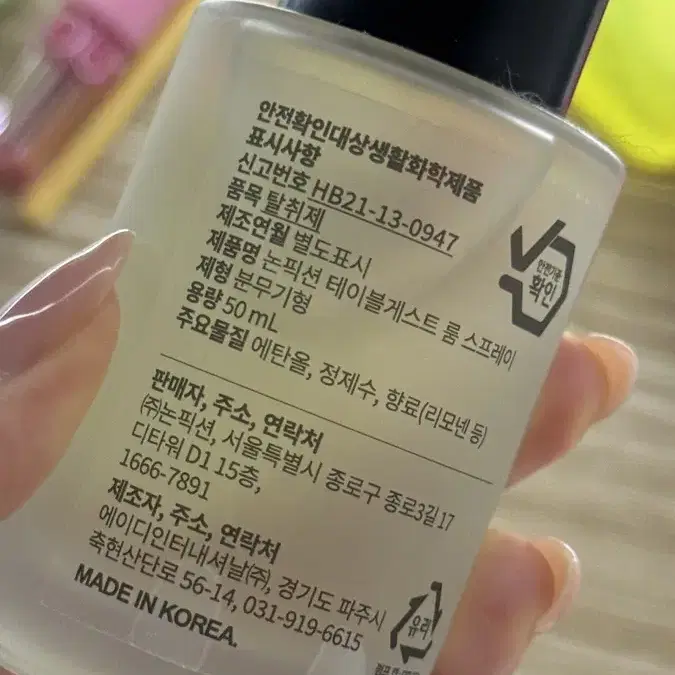 안전확인대상생활화학제품
표시사항
신고번호 HB21-13-0947
품목 탈취제
제조연월 별도표시
제품명 논픽션 테이블게스트 룸 스프레이
제형 분무기형
용량 50 mL
주요물질 에탄올, 정제수, 향료(리모넨 등)
안전기준
확인
판매자, 주소, 연락처
㈜논픽션, 서울특별시 종로구 종로3길 17
디타워 D1 15층,
1666-7891
제조자, 주소, 연락처
에이디인터내셔날㈜, 경기도 파주시
축현산단로 56-14, 031-919-6615
MADE IN KOREA.
유리